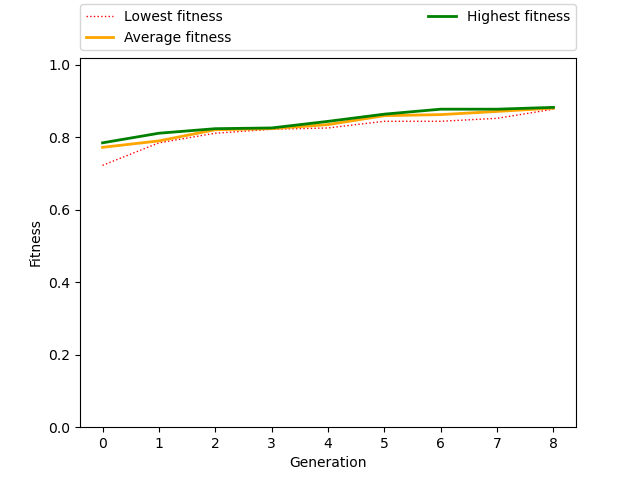 Lowest fitness
Average fitness
Highest fitness
1.0
0.8
0.6
0.4
0.2
0.0
Fitness
0 1 2 3 4 5 6 7 8
Generation